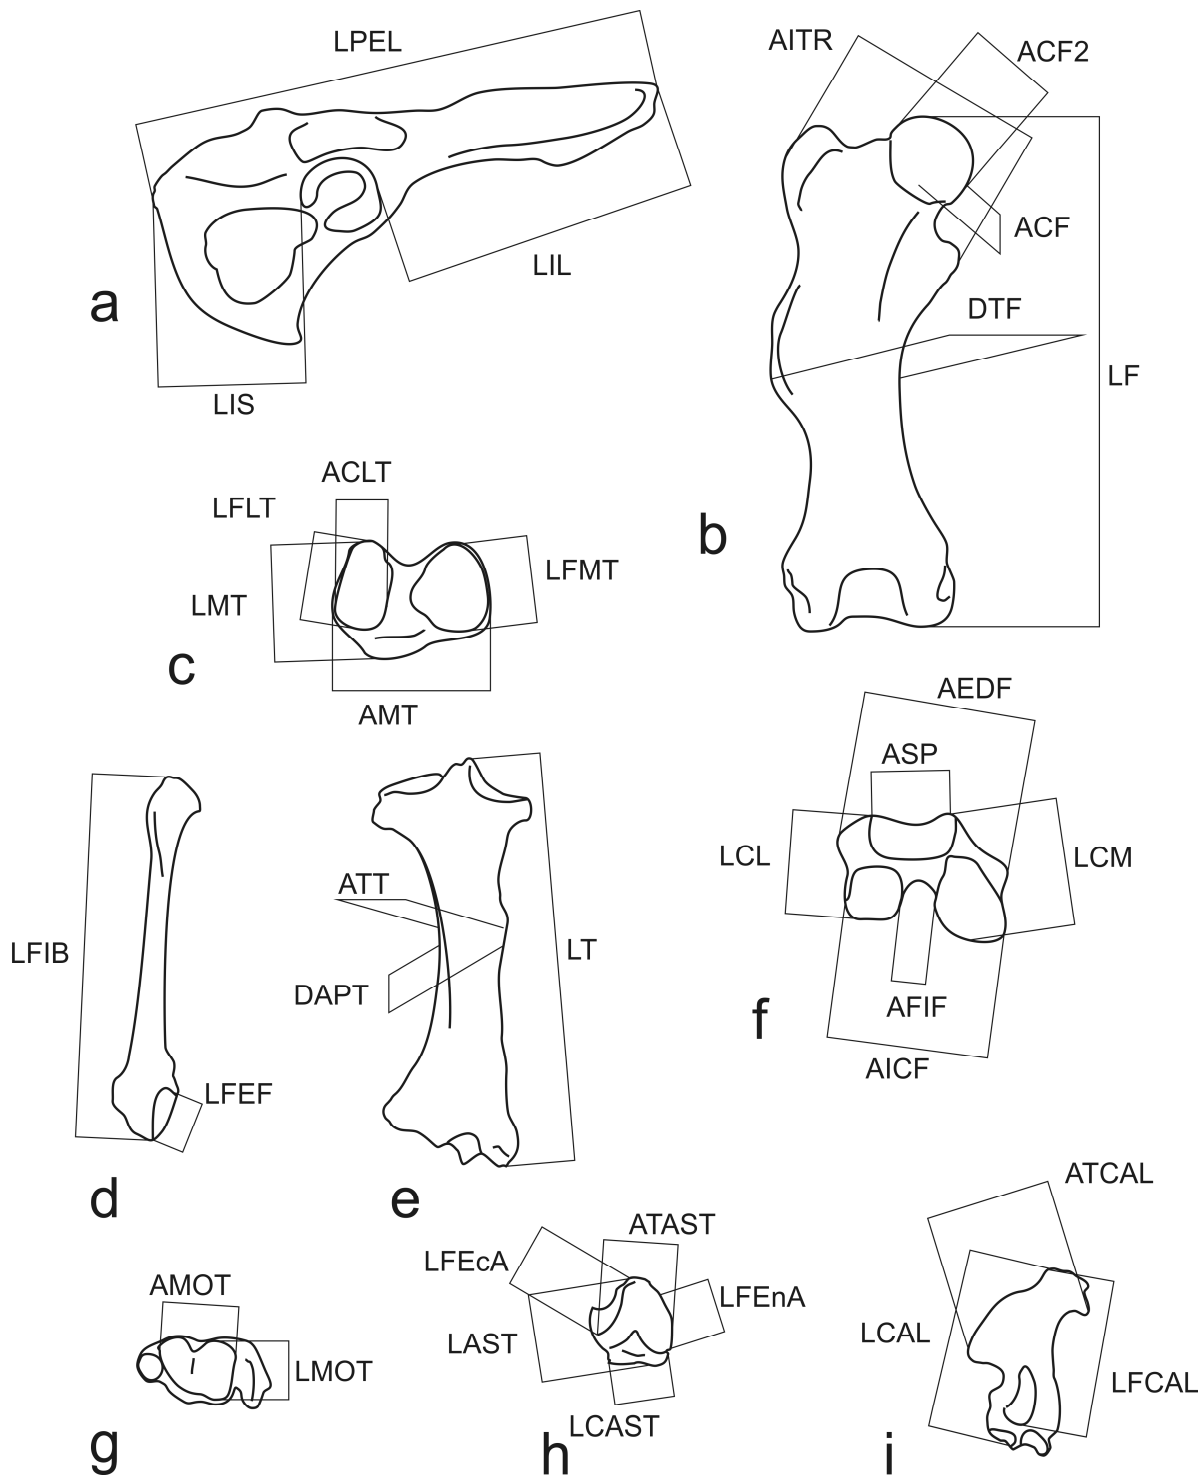 LPEL
LIL
LIS
a
AITR
ACF2
ACF
DTF
LF
b
ACLT
LFLT
LMT
LFMT
AMT
c
LFIB
LFEF
d
ATT
DAPT
LT
e
AEDF
ASP
LCL
LCM
AFIF
AICF
f
AMOT
LMOT
g
ATAST
LFEcA
LFEnA
LAST
LCAST
h
ATCAL
LCAL
LFCAL
i